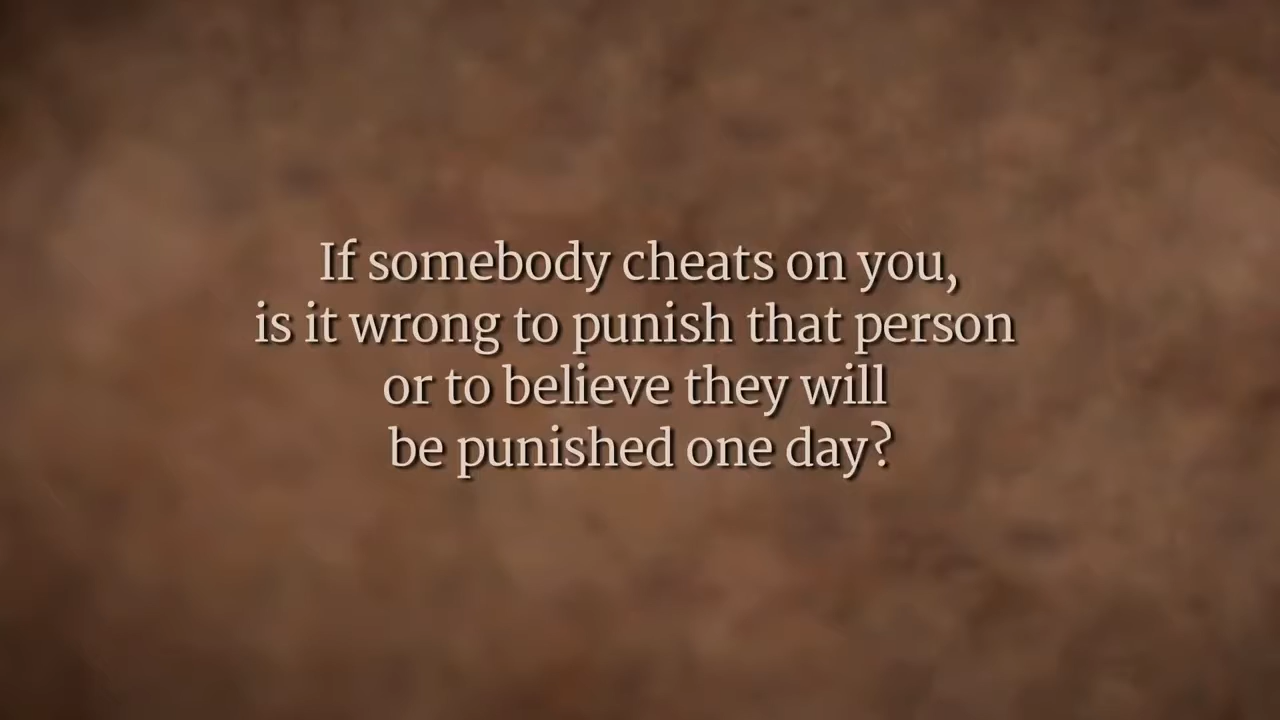 If somebody cheats on you,
is it wrong to punish that person
or to believe they will
be punished one day?